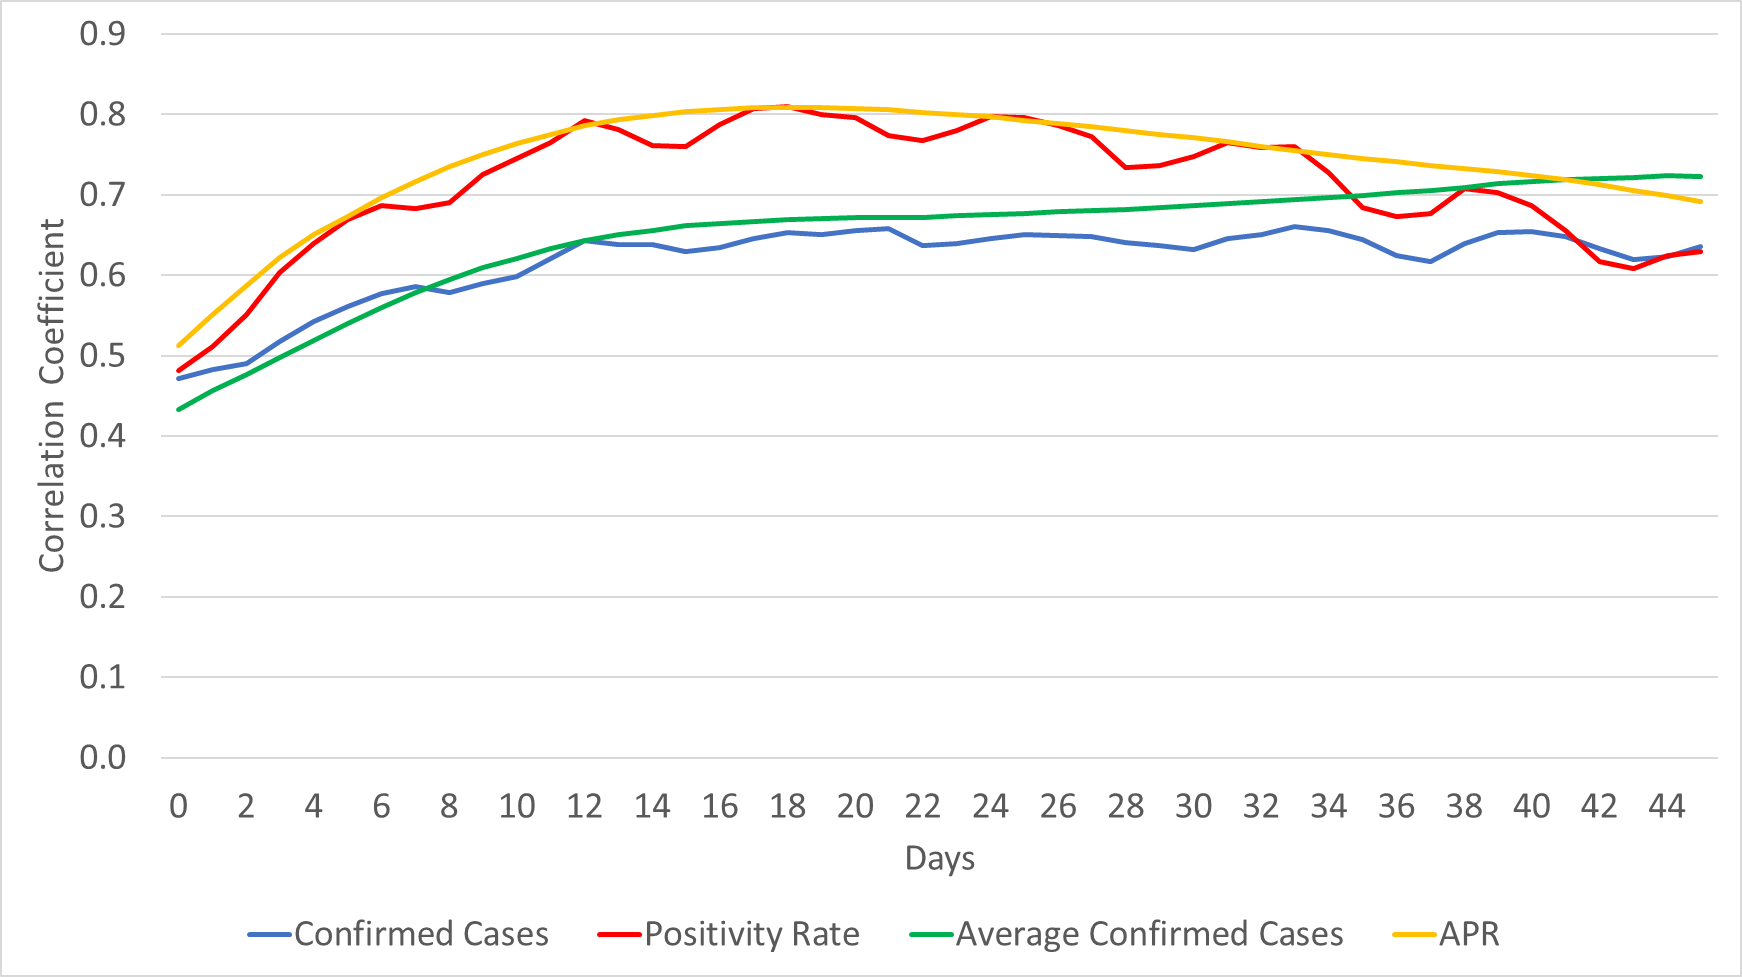 0.9
0.8
0.7
0.6
0.5
0.4
0.3
0.2
0.1
0.0
Correlation Coefficient
0 2 4 6 8 10 12 14 16 18 20 22 24 26 28 30 32 34 36 38 40 42 44
Days
Confirmed Cases Positivity Rate Average Confirmed Cases APR